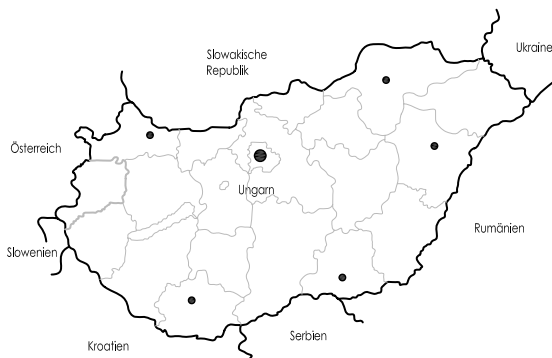 Slowakische
Republik
Ukraine
Österreich
Ungarn
Rumänien
Slowenien
Serbien
Kroatien